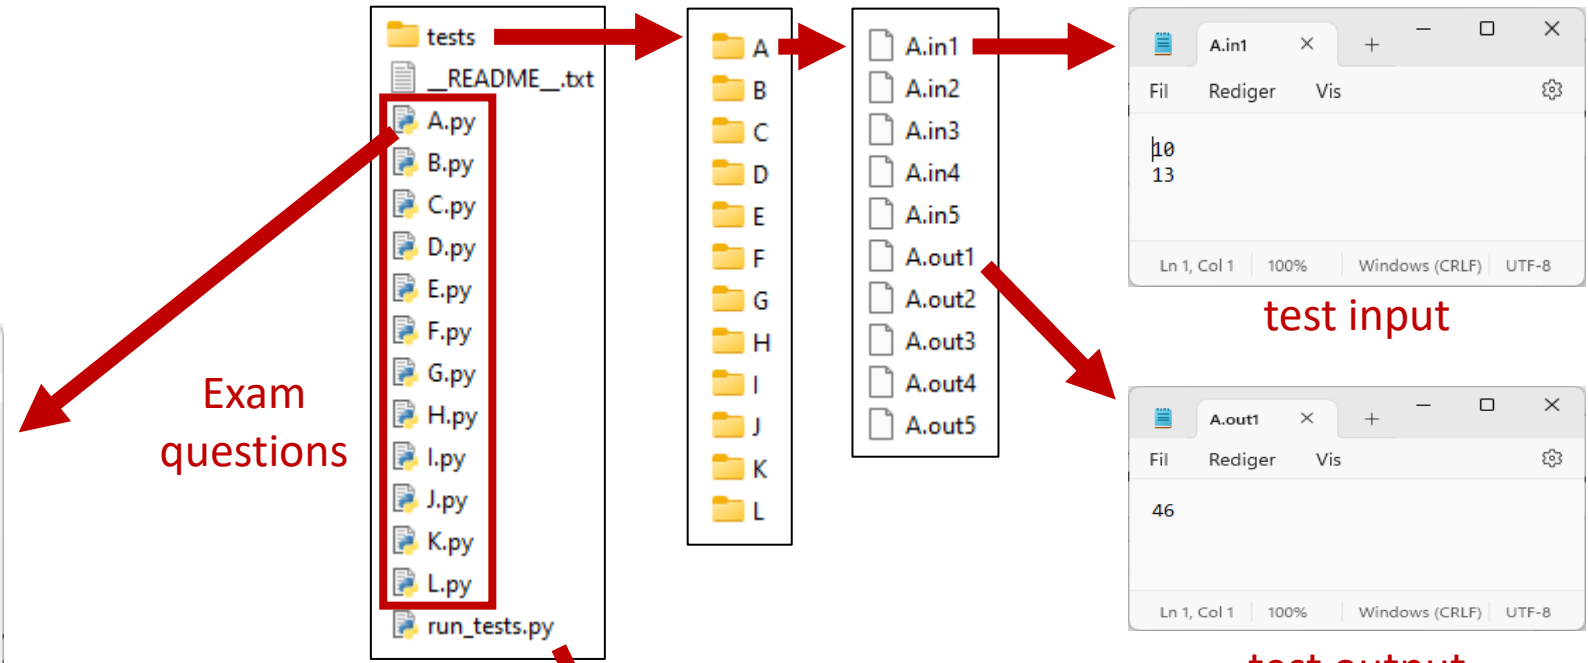 tests
__README__.txt
A.py
B.py
C.py
D.py
E.py
F.py
G.py
H.py
I.py
J.py
K.py
L.py
run_tests.py
Exam
questions
A
B
C
D
E
F
G
H
I
J
K
L
A.in1
A.in2
A.in3
A.in4
A.in5
A.out1
A.out2
A.out3
A.out4
A.out5
A.in1
Fil Rediger Vis
10
13
Ln 1, Col 1 100% Windows (CRLF) UTF-8
test input
A.out1
Fil Rediger Vis
46
Ln 1, Col 1 100% Windows (CRLF) UTF-8
test output